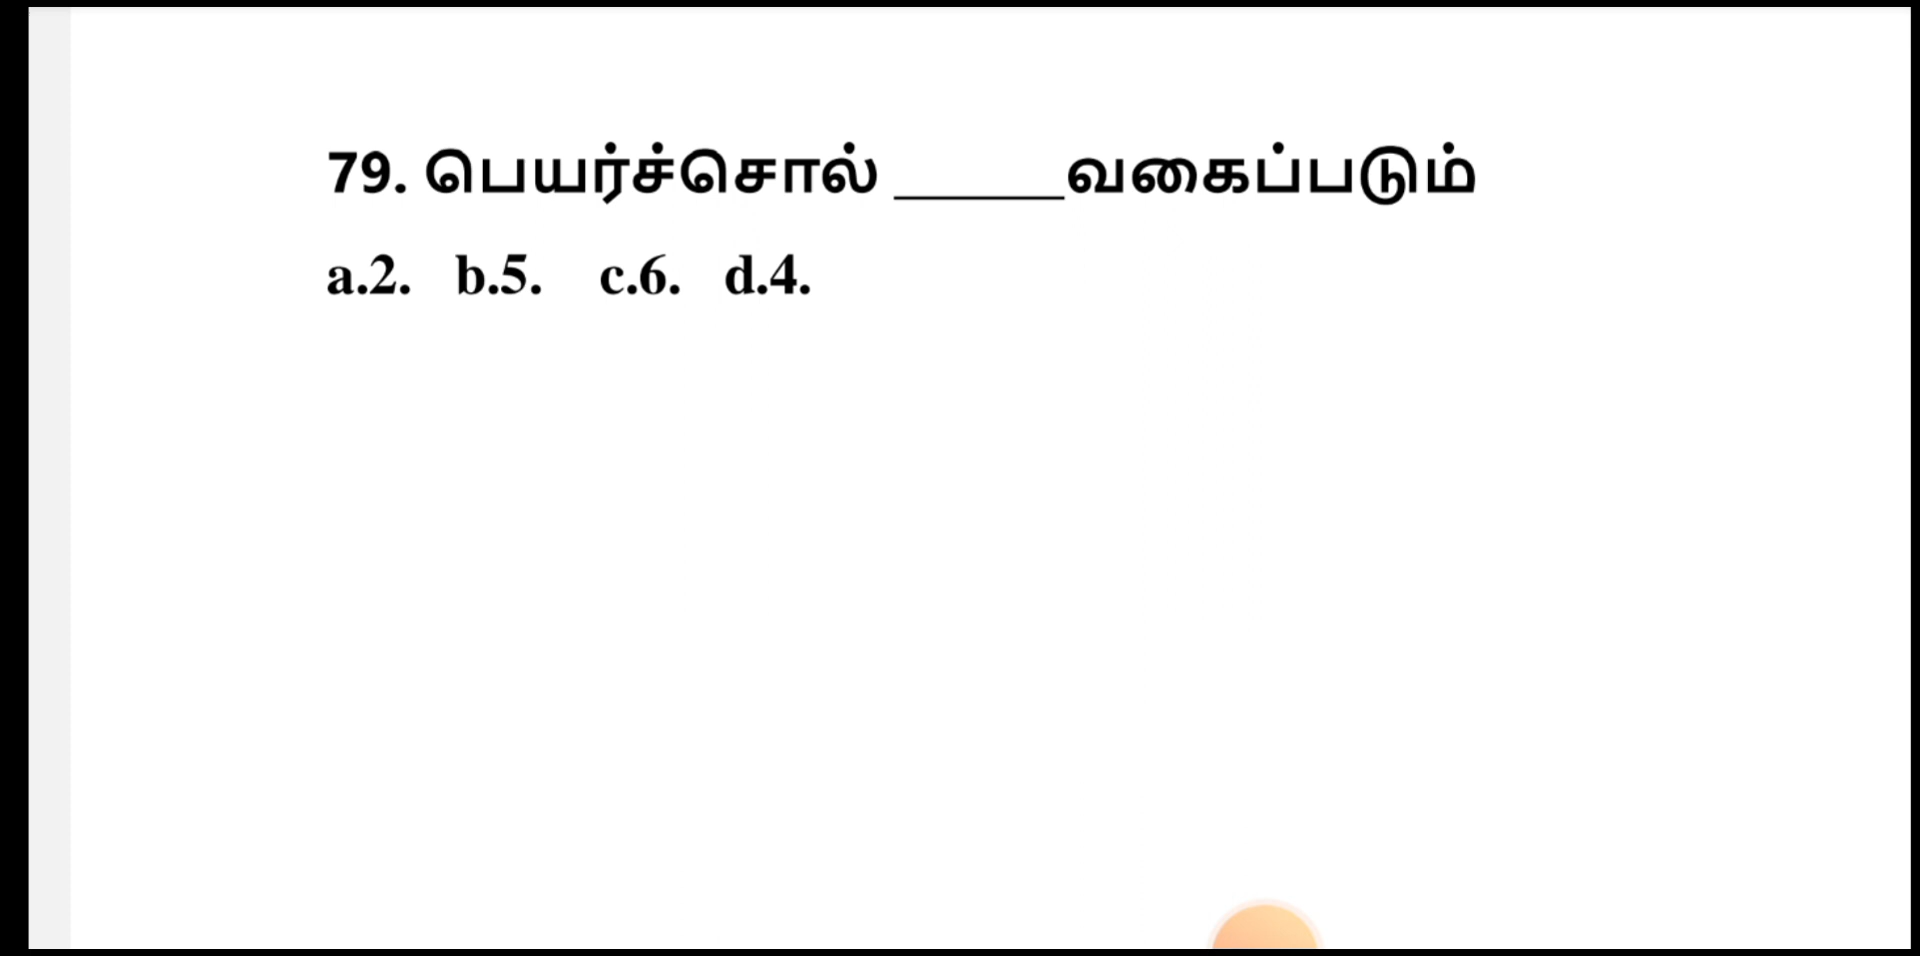 79. பெயர்ச்சொல் ______வகைப்படும்
a.2. b.5. c.6. d.4.